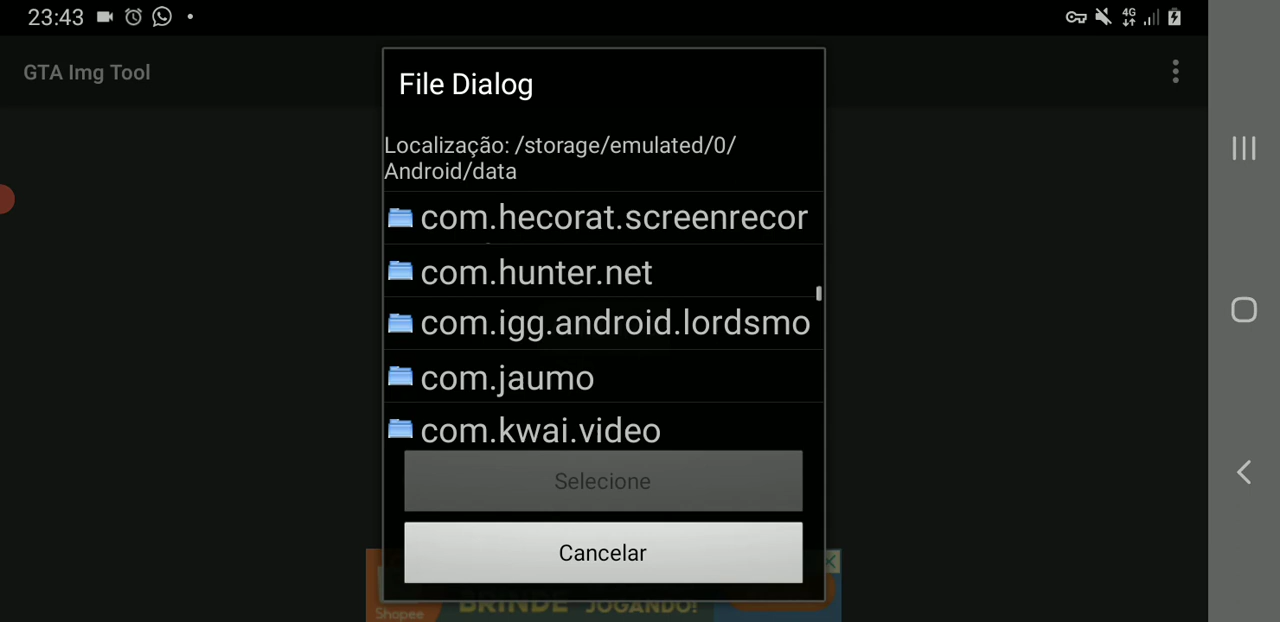 23:43
4G
GTA Img Tool
File Dialog
Localização: /storage/emulated/0/
Android/data
com.hecorat.screenrecor
com.hunter.net
com.igg.android.lordsmo
com.jaumo
com.kwai.video
Selecione
Cancelar
BRINDE JOGANDO!
Shopee